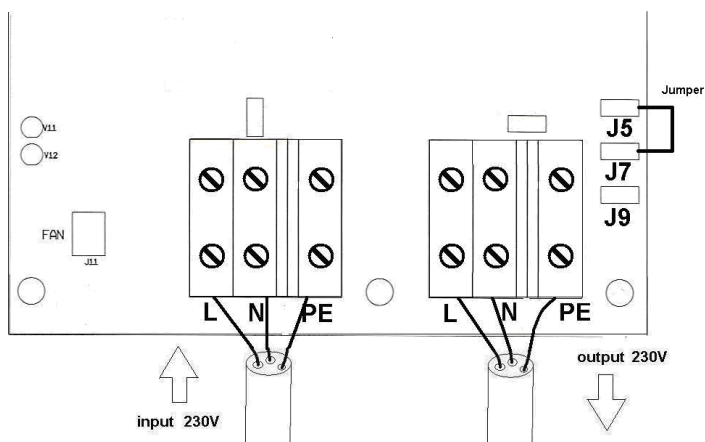 Jumper
J5
J7
J9
V11
V12
FAN
J11
L N PE
L N PE
input 230V
output 230V